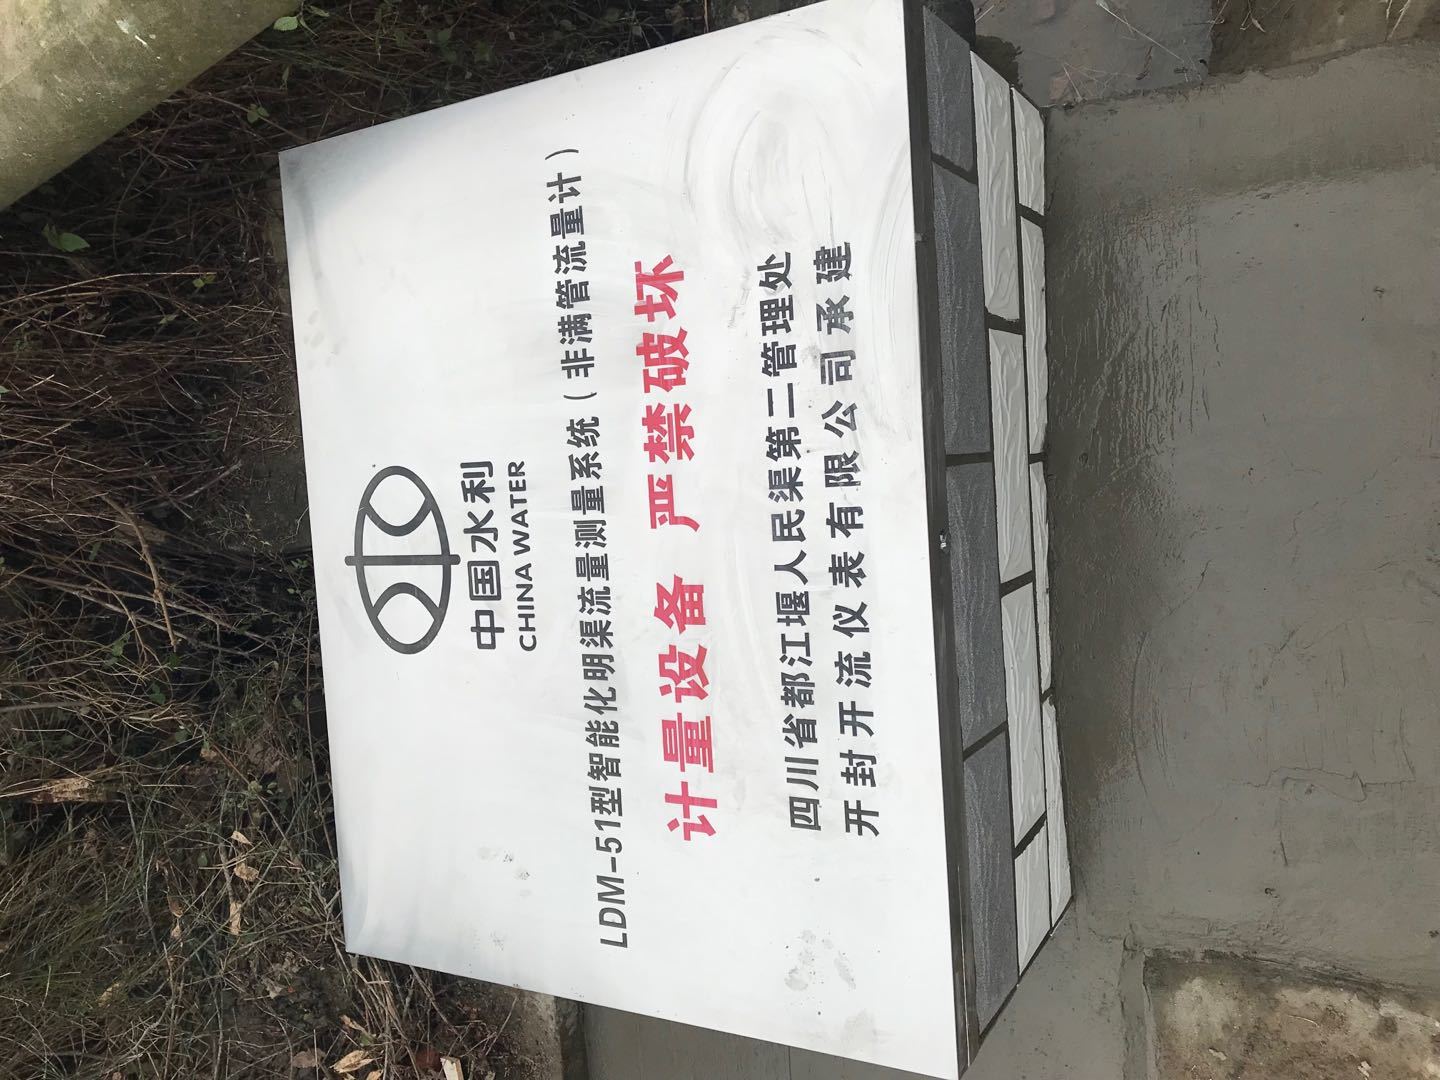 中国水利
CHINA WATER
LDM-51型智能化明渠流量测量系统（非满管流量计）
计量设备 严禁破坏
四川省都江堰人民渠第二管理处
开封开流仪表有限公司承建